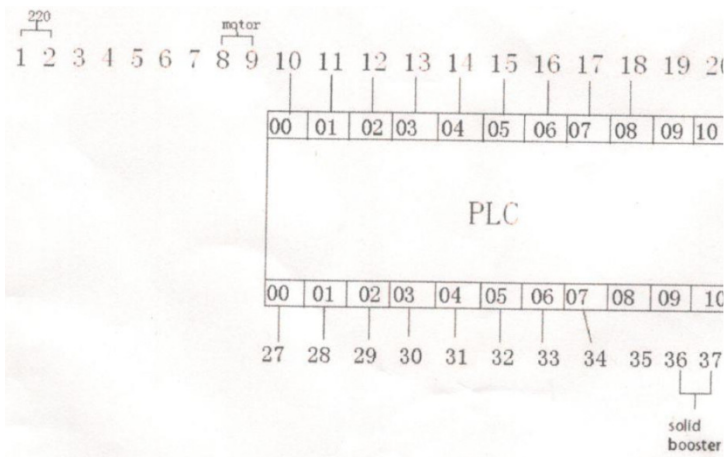 220
motor
1 2 3 4 5 6 7 8 9 10 11 12 13 14 15 16 17 18 19
00 01 02 03 04 05 06 07 08 09 10
PLC
00 01 02 03 04 05 06 07 08 09 10
27 28 29 30 31 32 33 34 35 36 37
solid
booster